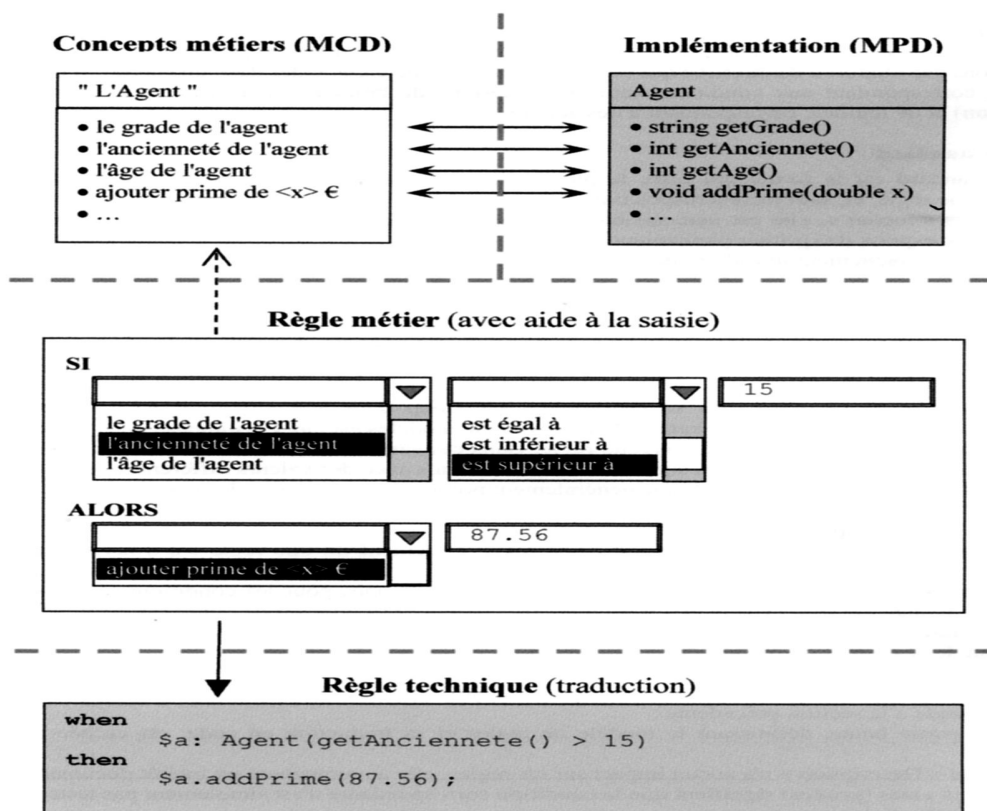 Concepts métiers (MCD)
Implémentation (MPD)
" L'Agent "
• le grade de l'agent
• l'ancienneté de l'agent
• l'âge de l'agent
• ajouter prime de <x> €
• ...
Agent
• string getGrade()
• int getAnciennete()
• int getAge()
• void addPrime(double x)
• ...
Règle métier (avec aide à la saisie)
SI
le grade de l'agent
l'ancienneté de l'agent
l'âge de l'agent
est égal à
est inférieur à
est supérieur à
15
ALORS
ajouter prime de <x> €
87.56
Règle technique (traduction)
when
$a: Agent(getAnciennete() > 15)
then
$a.addPrime(87.56);